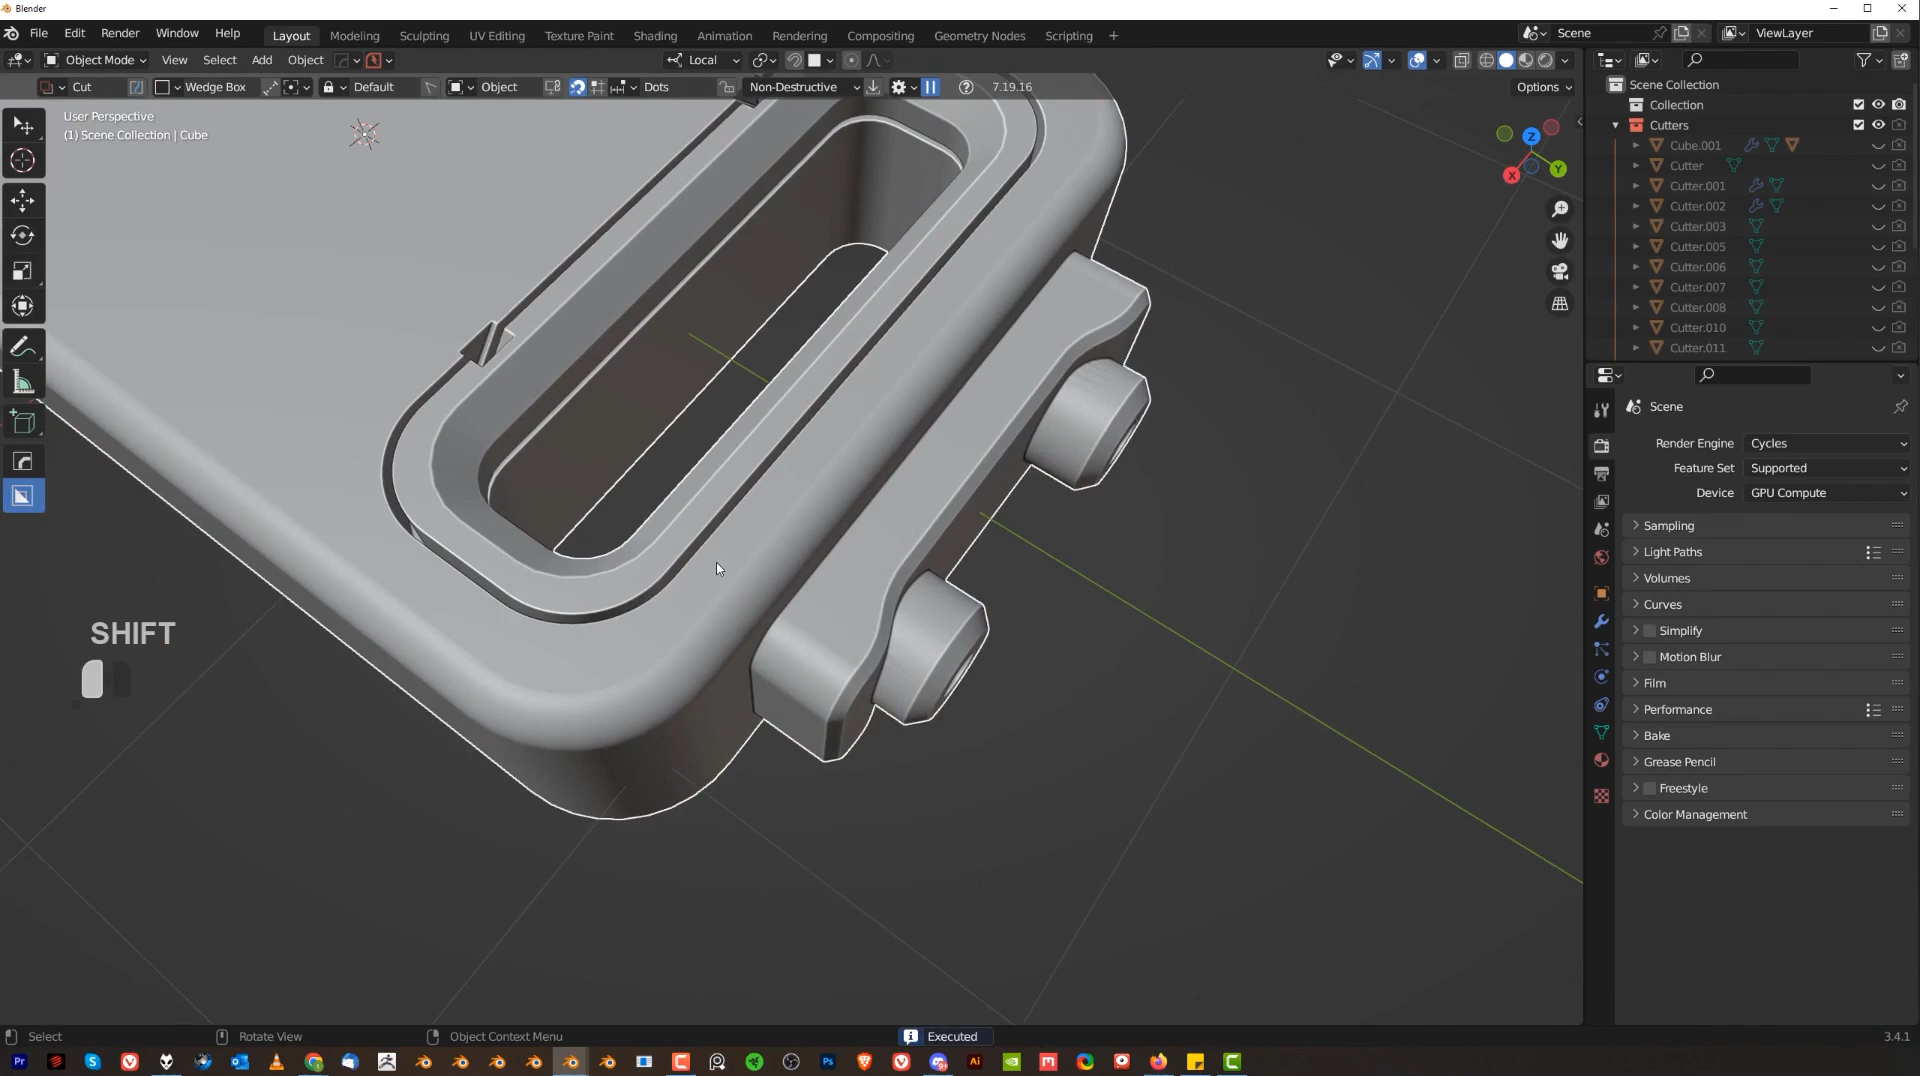 Blender
File Edit Render Window Help Layout Modeling Sculpting UV Editing Texture Paint Shading Animation Rendering Compositing Geometry Nodes Scripting + Scene ViewLayer
Object Mode View Select Add Object Local
Cut Wedge Box Default Object Dots Non-Destructive 7.19.16 Options
User Perspective
(1) Scene Collection | Cube
Z
X
Y
SHIFT
Scene Collection
Collection
Cutters
Cube.001
Cutter
Cutter.001
Cutter.002
Cutter.003
Cutter.005
Cutter.006
Cutter.007
Cutter.008
Cutter.010
Cutter.011
Scene
Render Engine Cycles
Feature Set Supported
Device GPU Compute
Sampling
Light Paths
Volumes
Curves
Simplify
Motion Blur
Film
Performance
Bake
Grease Pencil
Freestyle
Color Management
Select Rotate View Object Context Menu Executed 3.4.1
Pr S Ps Ai m